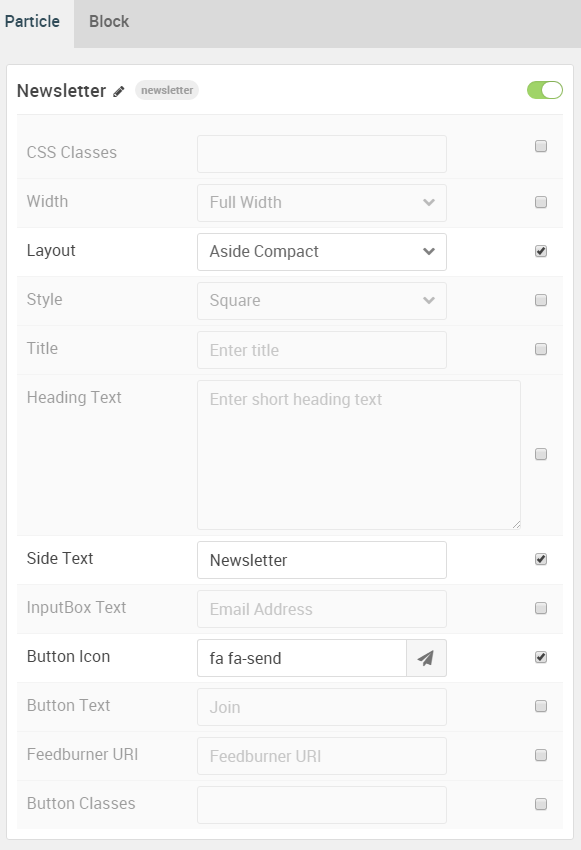 Particle Block
Newsletter newsletter
CSS Classes
Width Full Width
Layout Aside Compact
Style Square
Title Enter title
Heading Text Enter short heading text
Side Text Newsletter
InputBox Text Email Address
Button Icon fa fa-send
Button Text Join
Feedburner URI Feedburner URI
Button Classes